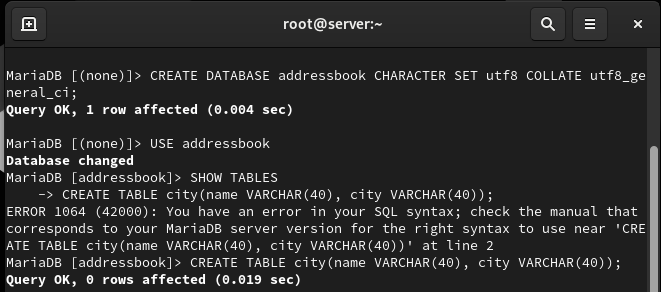 root@server:~
MariaDB [(none)]> CREATE DATABASE addressbook CHARACTER SET utf8 COLLATE utf8_ge
neral_ci;
Query OK, 1 row affected (0.004 sec)
MariaDB [(none)]> USE addressbook
Database changed
MariaDB [addressbook]> SHOW TABLES
    -> CREATE TABLE city(name VARCHAR(40), city VARCHAR(40));
ERROR 1064 (42000): You have an error in your SQL syntax; check the manual that
corresponds to your MariaDB server version for the right syntax to use near 'CRE
ATE TABLE city(name VARCHAR(40), city VARCHAR(40))' at line 2
MariaDB [addressbook]> CREATE TABLE city(name VARCHAR(40), city VARCHAR(40));
Query OK, 0 rows affected (0.019 sec)